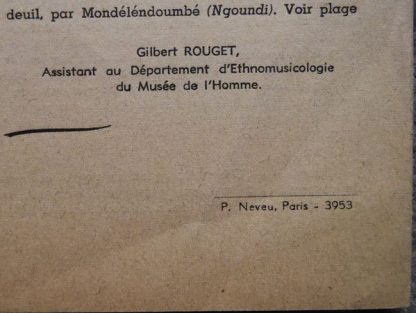 deuil, par Mondéléndoumbé (Ngoundi). Voir plage
Gilbert ROUGET,
Assistant au Département d'Ethnomusicologie
du Musée de l'Homme.
P. Neveu, Paris - 3953